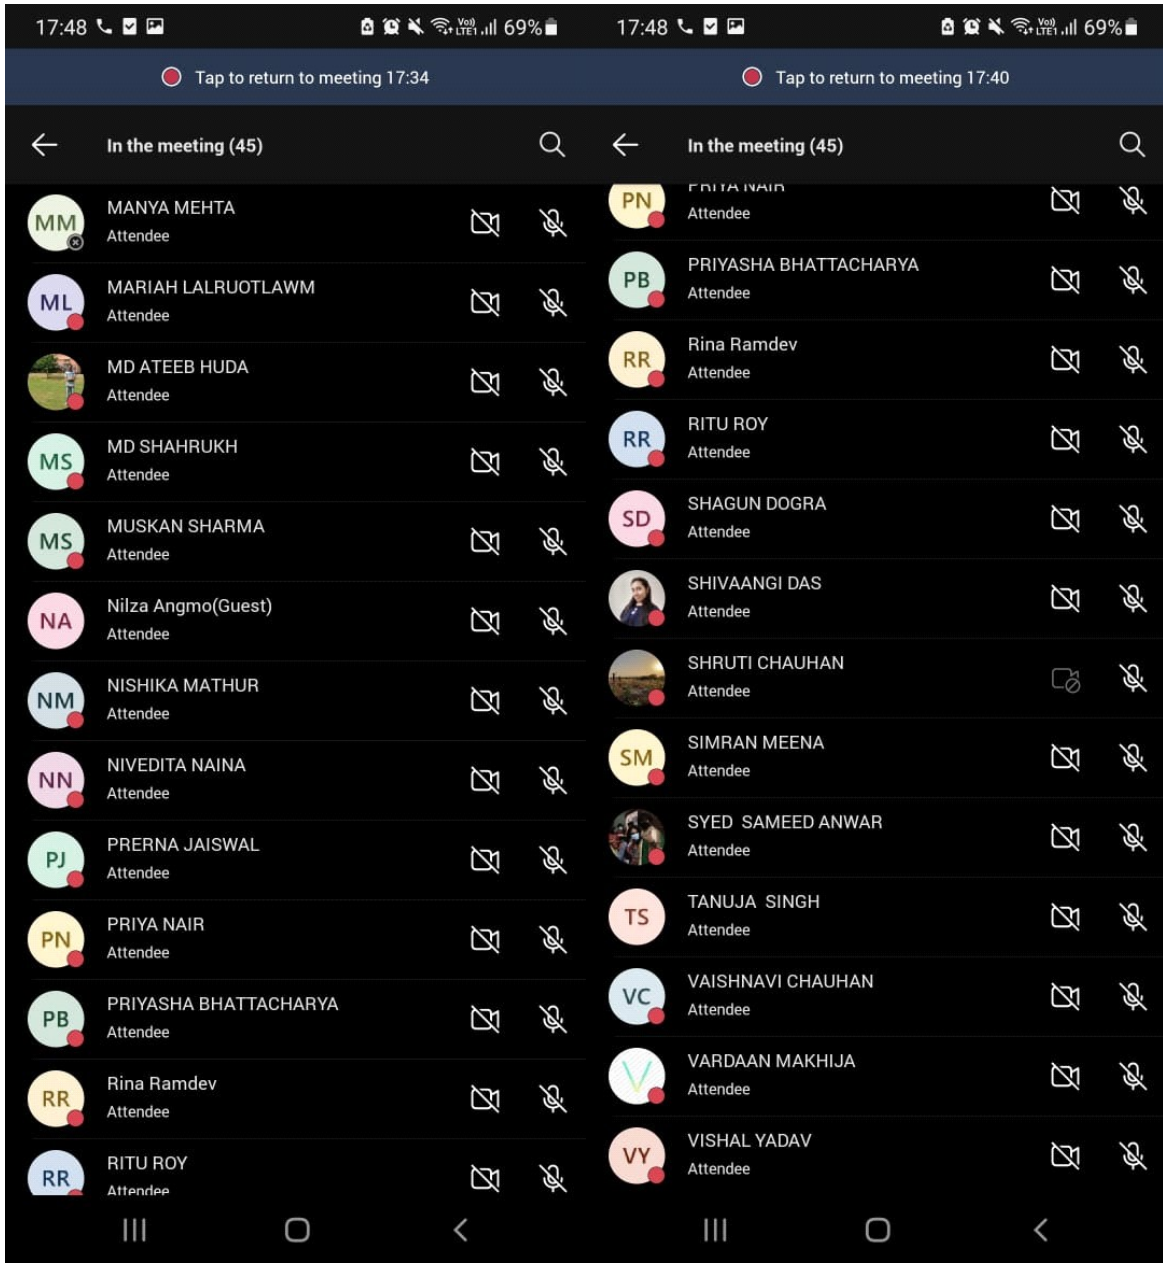 17:48
Vo))
LTE1
69%
Tap to return to meeting 17:34
In the meeting (45)
MM
MANYA MEHTA
Attendee
ML
MARIAH LALRUOTLAWM
Attendee
MD ATEEB HUDA
Attendee
MS
MD SHAHRUKH
Attendee
MS
MUSKAN SHARMA
Attendee
NA
Nilza Angmo(Guest)
Attendee
NM
NISHIKA MATHUR
Attendee
NN
NIVEDITA NAINA
Attendee
PJ
PRERNA JAISWAL
Attendee
PN
PRIYA NAIR
Attendee
PB
PRIYASHA BHATTACHARYA
Attendee
RR
Rina Ramdev
Attendee
RR
RITU ROY
Attendee
17:48
Vo))
LTE1
69%
Tap to return to meeting 17:40
In the meeting (45)
PN
PRIYA NAIR
Attendee
PB
PRIYASHA BHATTACHARYA
Attendee
RR
Rina Ramdev
Attendee
RR
RITU ROY
Attendee
SD
SHAGUN DOGRA
Attendee
SHIVAANGI DAS
Attendee
SHRUTI CHAUHAN
Attendee
SM
SIMRAN MEENA
Attendee
SYED SAMEED ANWAR
Attendee
TS
TANUJA SINGH
Attendee
VC
VAISHNAVI CHAUHAN
Attendee
V
VARDAAN MAKHIJA
Attendee
VY
VISHAL YADAV
Attendee